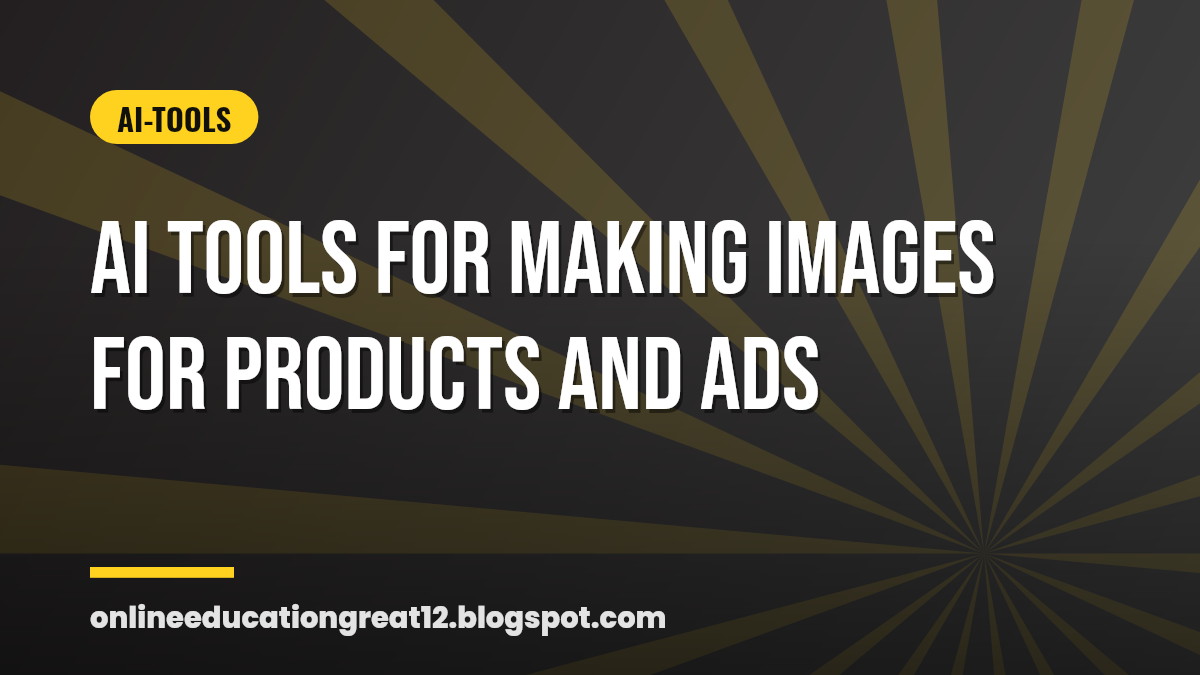 AI-TOOLS
AI TOOLS FOR MAKING IMAGES
FOR PRODUCTS AND ADS
onlineeducationgreat12.blogspot.com